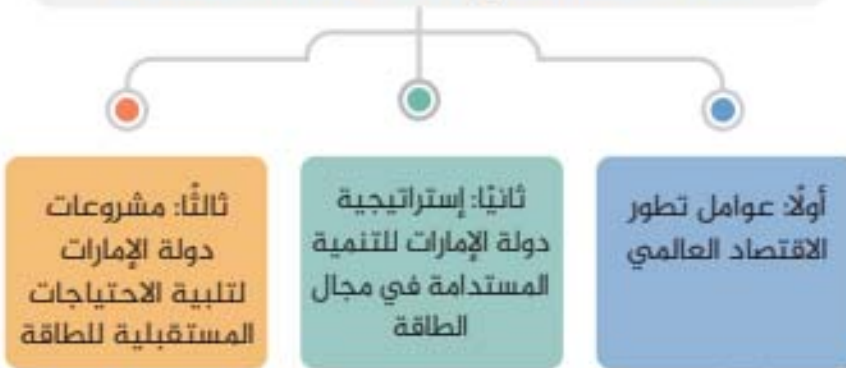 أولًا: عوامل تطور
الاقتصاد العالمي
ثانيًا: إستراتيجية
دولة الإمارات للتنمية
المستدامة في مجال
الطاقة
ثالثًا: مشروعات
دولة الإمارات
لتلبية الاحتياجات
المستقبلية للطاقة